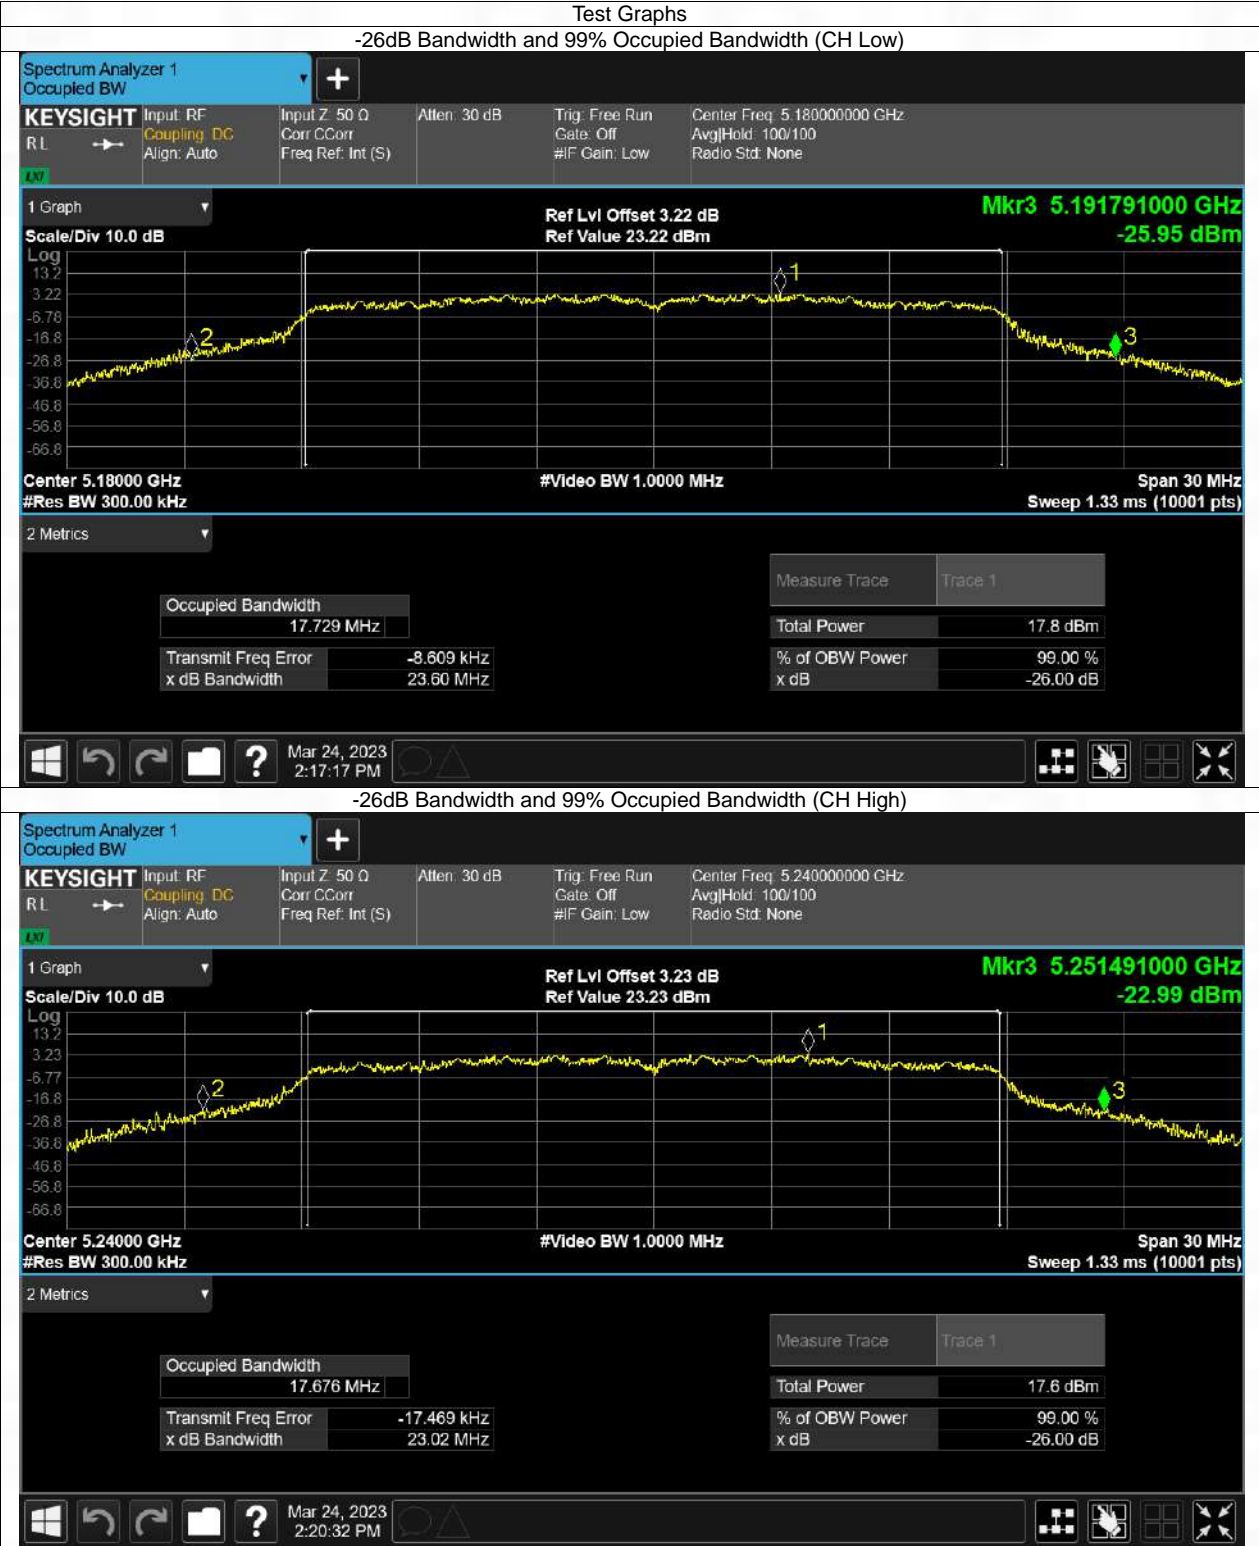 Test Graphs
-26dB Bandwidth and 99% Occupied Bandwidth (CH Low)
Spectrum Analyzer 1
Occupied BW
+
KEYSIGHT Input: RF Input Z: 50 Ω Atten: 30 dB Trig: Free Run Center Freq: 5.180000000 GHz
RL Coupling: DC Corr CCorr Gate: Off Avg|Hold: 100/100
Align: Auto Freq Ref: Int (S) #IF Gain: Low Radio Std: None
LXI
1 Graph Ref Lvl Offset 3.22 dB Mkr3 5.191791000 GHz
Scale/Div 10.0 dB Ref Value 23.22 dBm -25.95 dBm
Log
13.2
3.22
-6.78
-16.8
-26.8
-36.8
-46.8
-56.8
-66.8
1
2
3
Center 5.18000 GHz #Video BW 1.0000 MHz Span 30 MHz
#Res BW 300.00 kHz Sweep 1.33 ms (10001 pts)
2 Metrics
Measure Trace Trace 1
Occupied Bandwidth
17.729 MHz Total Power 17.8 dBm
Transmit Freq Error -8.609 kHz % of OBW Power 99.00 %
x dB Bandwidth 23.60 MHz x dB -26.00 dB
? Mar 24, 2023
2:17:17 PM
-26dB Bandwidth and 99% Occupied Bandwidth (CH High)
Spectrum Analyzer 1
Occupied BW
+
KEYSIGHT Input: RF Input Z: 50 Ω Atten: 30 dB Trig: Free Run Center Freq: 5.240000000 GHz
RL Coupling: DC Corr CCorr Gate: Off Avg|Hold: 100/100
Align: Auto Freq Ref: Int (S) #IF Gain: Low Radio Std: None
LXI
1 Graph Ref Lvl Offset 3.23 dB Mkr3 5.251491000 GHz
Scale/Div 10.0 dB Ref Value 23.23 dBm -22.99 dBm
Log
13.2
3.23
-6.77
-16.8
-26.8
-36.8
-46.8
-56.8
-66.8
1
2
3
Center 5.24000 GHz #Video BW 1.0000 MHz Span 30 MHz
#Res BW 300.00 kHz Sweep 1.33 ms (10001 pts)
2 Metrics
Measure Trace Trace 1
Occupied Bandwidth
17.676 MHz Total Power 17.6 dBm
Transmit Freq Error -17.469 kHz % of OBW Power 99.00 %
x dB Bandwidth 23.02 MHz x dB -26.00 dB
? Mar 24, 2023
2:20:32 PM